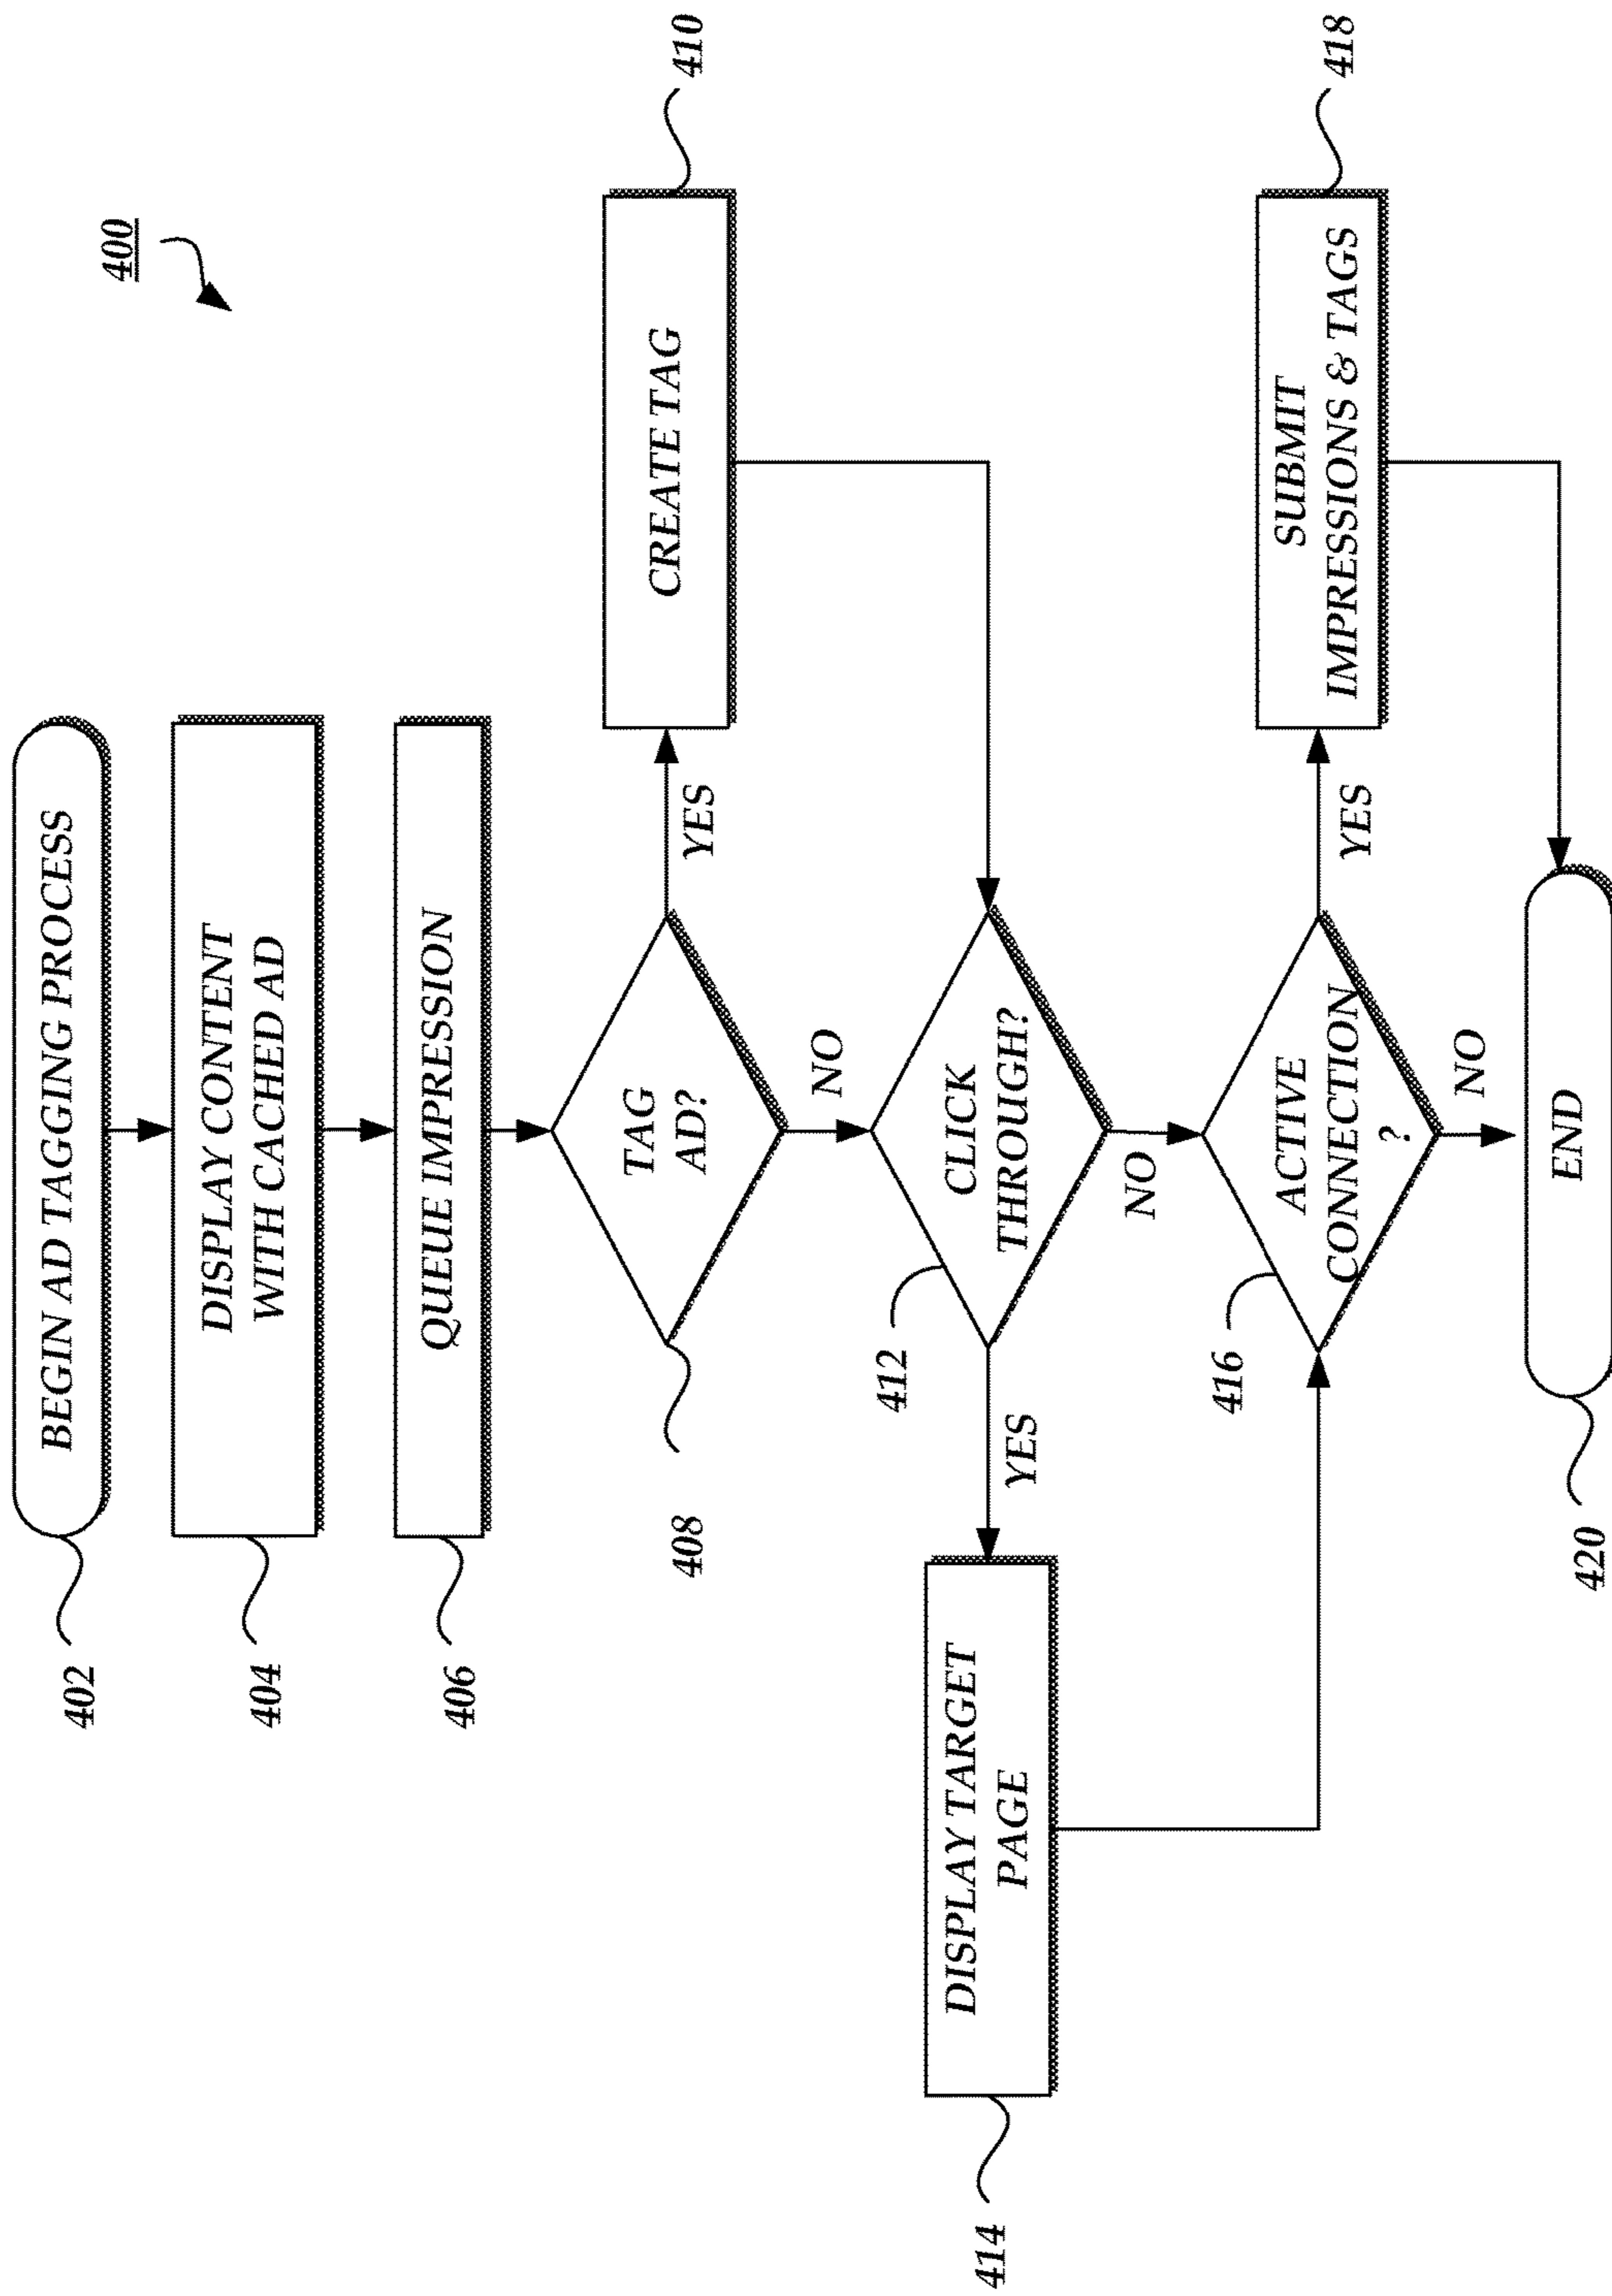 400
402
BEGIN AD TAGGING PROCESS
404
DISPLAY CONTENT
WITH CACHED AD
406
QUEUE IMPRESSION
408
TAG
AD?
YES
CREATE TAG
410
NO
412
CLICK
THROUGH?
YES
DISPLAY TARGET
PAGE
414
NO
416
ACTIVE
CONNECTION
?
YES
SUBMIT
IMPRESSIONS & TAGS
418
NO
END
420